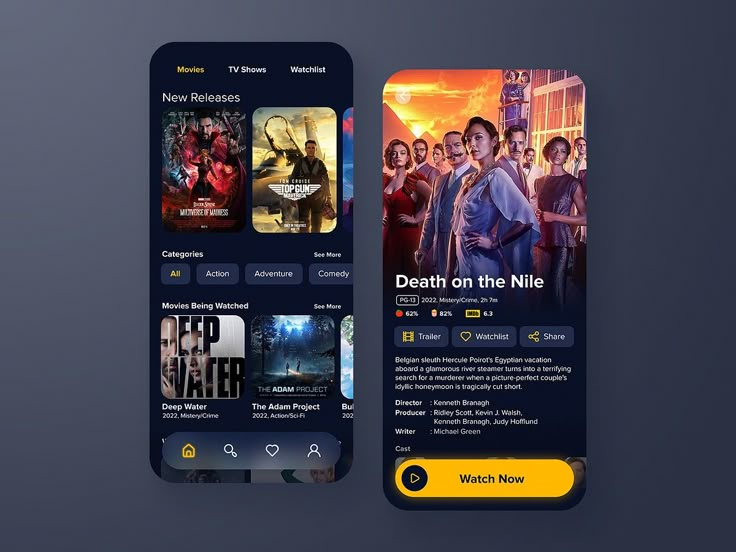 Movies TV Shows Watchlist
New Releases
DOCTOR STRANGE
MULTIVERSE OF MADNESS
TOM CRUISE
TOP GUN
MAVERICK
Categories See More
All Action Adventure Comedy
Movies Being Watched See More
DEEP
WATER
THE ADAM PROJECT
Deep Water The Adam Project Bul
2022, Mistery/Crime 2022, Action/Sci-Fi 202
Death on the Nile
PG-13 2022, Mistery/Crime, 2h 7m
62% 82% IMDb 6.3
Trailer Watchlist Share
Belgian sleuth Hercule Poirot's Egyptian vacation
aboard a glamorous river steamer turns into a terrifying
search for a murderer when a picture-perfect couple's
idyllic honeymoon is tragically cut short.
Director : Kenneth Branagh
Producer : Ridley Scott, Kevin J. Walsh,
Kenneth Branagh, Judy Hofflund
Writer : Michael Green
Cast
Watch Now